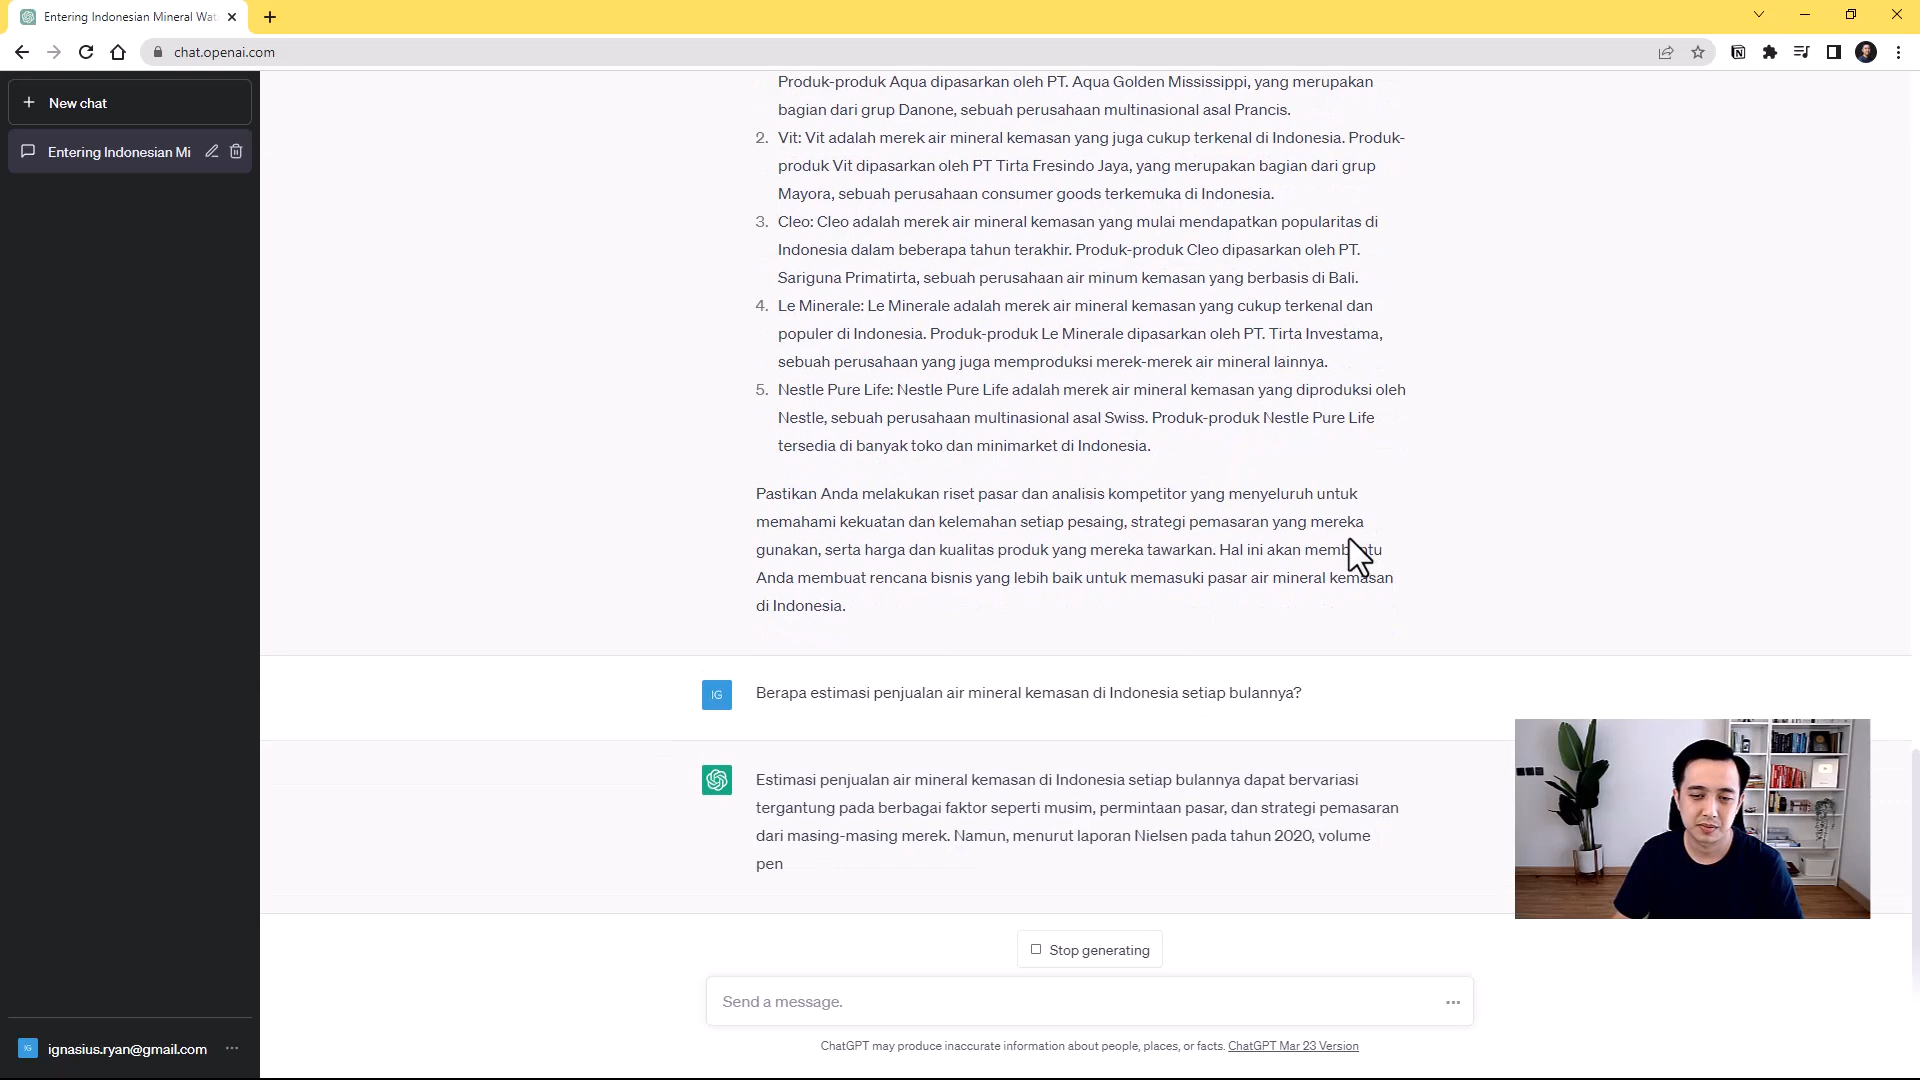 Entering Indonesian Mineral Wat
chat.openai.com
New chat
Entering Indonesian Mi
Produk-produk Aqua dipasarkan oleh PT. Aqua Golden Mississippi, yang merupakan
bagian dari grup Danone, sebuah perusahaan multinasional asal Prancis.
2. Vit: Vit adalah merek air mineral kemasan yang juga cukup terkenal di Indonesia. Produk-
produk Vit dipasarkan oleh PT Tirta Fresindo Jaya, yang merupakan bagian dari grup
Mayora, sebuah perusahaan consumer goods terkemuka di Indonesia.
3. Cleo: Cleo adalah merek air mineral kemasan yang mulai mendapatkan popularitas di
Indonesia dalam beberapa tahun terakhir. Produk-produk Cleo dipasarkan oleh PT.
Sariguna Primatirta, sebuah perusahaan air minum kemasan yang berbasis di Bali.
4. Le Minerale: Le Minerale adalah merek air mineral kemasan yang cukup terkenal dan
populer di Indonesia. Produk-produk Le Minerale dipasarkan oleh PT. Tirta Investama,
sebuah perusahaan yang juga memproduksi merek-merek air mineral lainnya.
5. Nestle Pure Life: Nestle Pure Life adalah merek air mineral kemasan yang diproduksi oleh
Nestle, sebuah perusahaan multinasional asal Swiss. Produk-produk Nestle Pure Life
tersedia di banyak toko dan minimarket di Indonesia.
Pastikan Anda melakukan riset pasar dan analisis kompetitor yang menyeluruh untuk
memahami kekuatan dan kelemahan setiap pesaing, strategi pemasaran yang mereka
gunakan, serta harga dan kualitas produk yang mereka tawarkan. Hal ini akan membantu
Anda membuat rencana bisnis yang lebih baik untuk memasuki pasar air mineral kemasan
di Indonesia.
IG
Berapa estimasi penjualan air mineral kemasan di Indonesia setiap bulannya?
Estimasi penjualan air mineral kemasan di Indonesia setiap bulannya dapat bervariasi
tergantung pada berbagai faktor seperti musim, permintaan pasar, dan strategi pemasaran
dari masing-masing merek. Namun, menurut laporan Nielsen pada tahun 2020, volume
pen
Stop generating
Send a message.
ChatGPT may produce inaccurate information about people, places, or facts. ChatGPT Mar 23 Version
IG
ignasius.ryan@gmail.com